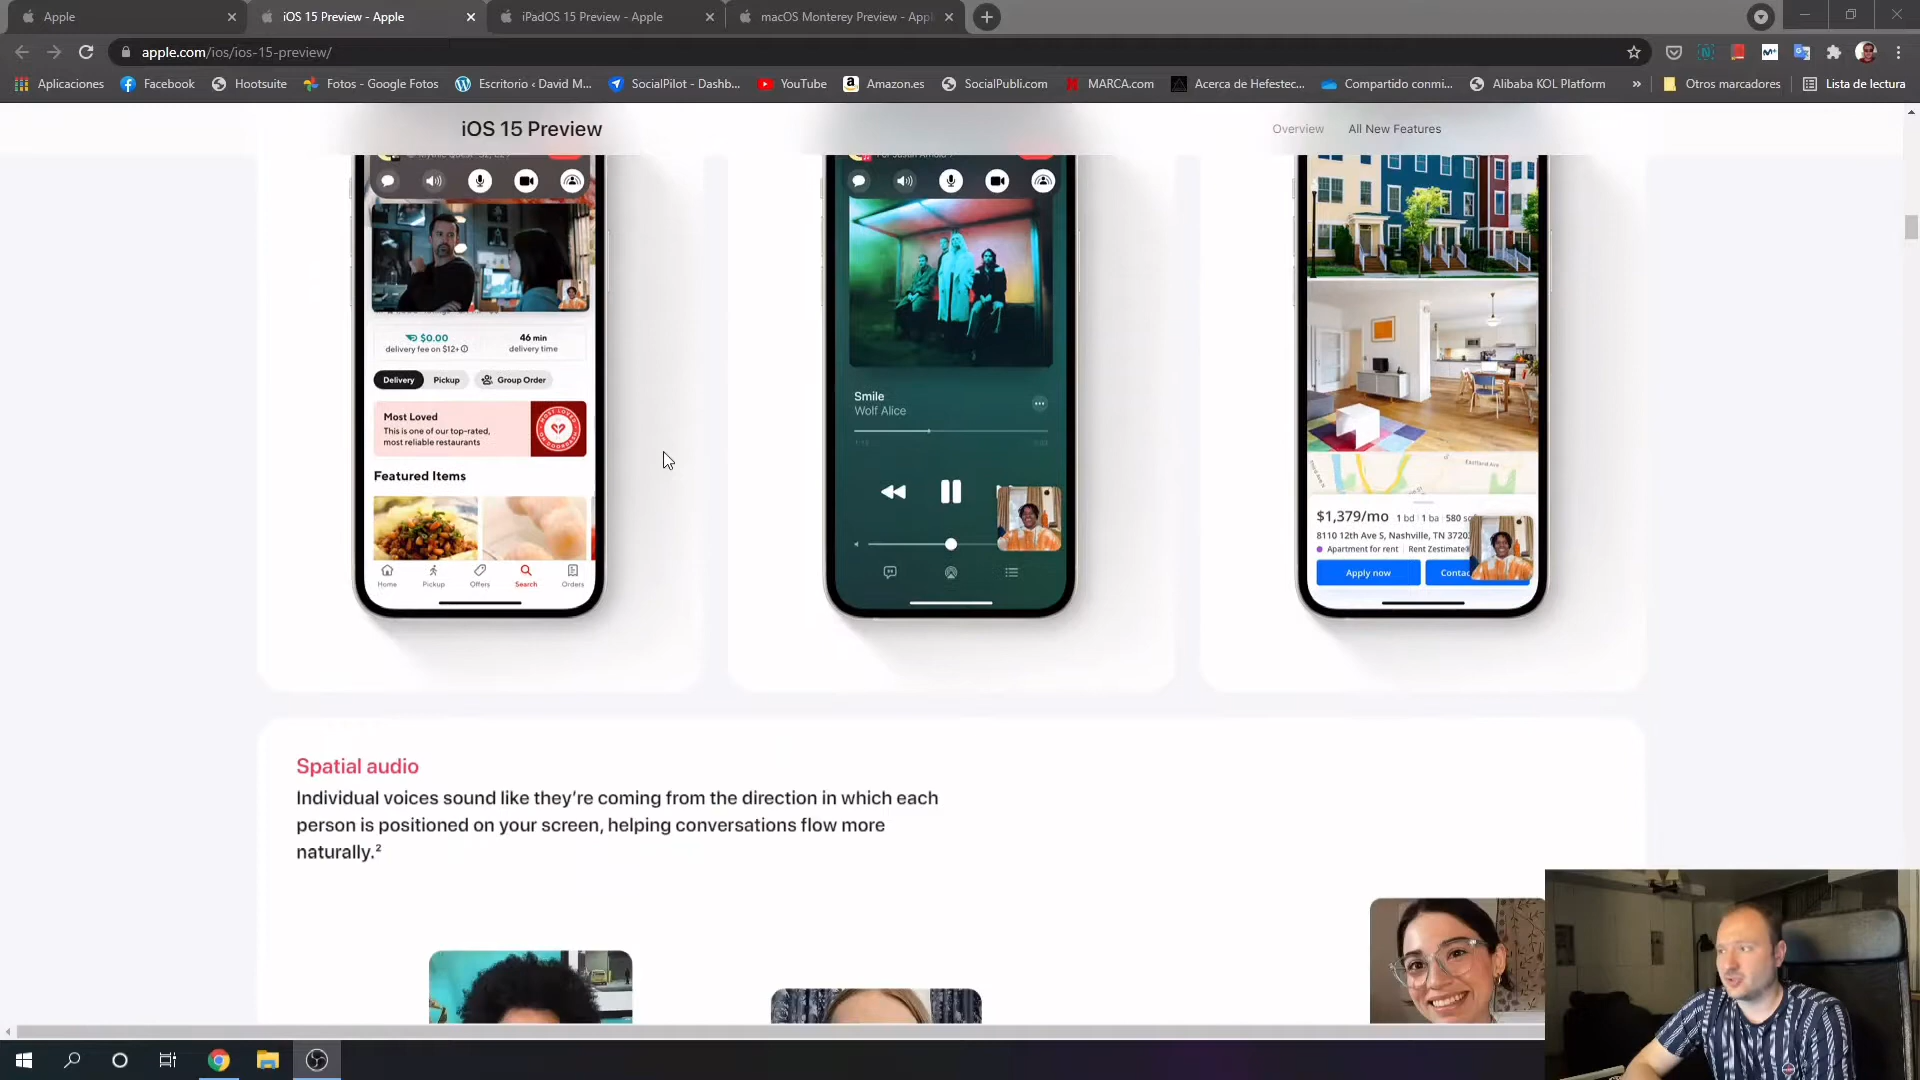 Apple
iOS 15 Preview - Apple
iPadOS 15 Preview - Apple
macOS Monterey Preview - Appl
apple.com/ios/ios-15-preview/
Aplicaciones
Facebook
Hootsuite
Fotos - Google Fotos
Escritorio ‹ David M...
SocialPilot - Dashb...
YouTube
Amazon.es
SocialPubli.com
MARCA.com
Acerca de Hefestec...
Compartido conmi...
Alibaba KOL Platform
»
Otros marcadores
Lista de lectura
iOS 15 Preview
Overview
All New Features
$0.00
delivery fee on $12+
46 min
delivery time
Delivery
Pickup
Group Order
Most Loved
This is one of our top-rated,
most reliable restaurants
Featured Items
Home
Pickup
Offers
Search
Orders
Smile
Wolf Alice
$1,379/mo 1 bd 1 ba 580
8110 12th Ave S, Nashville, TN
Apartment for rent Rent Zestimate
Apply now
Contac
Spatial audio
Individual voices sound like they’re coming from the direction in which each
person is positioned on your screen, helping conversations flow more
naturally.²